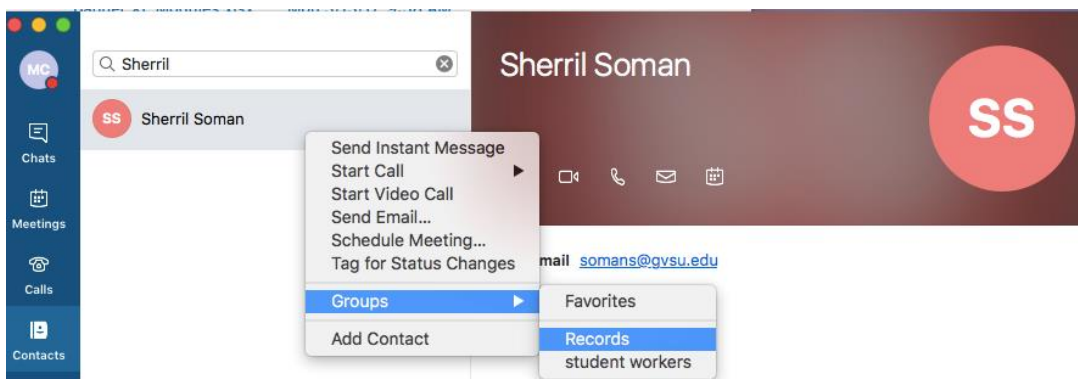 MC
Sherril
Sherril Soman
SS
SS
Sherril Soman
Chats
Meetings
Calls
Contacts
Send Instant Message
Start Call
Start Video Call
Send Email...
Schedule Meeting...
Tag for Status Changes
Groups
Add Contact
mail somans@gvsu.edu
Favorites
Records
student workers